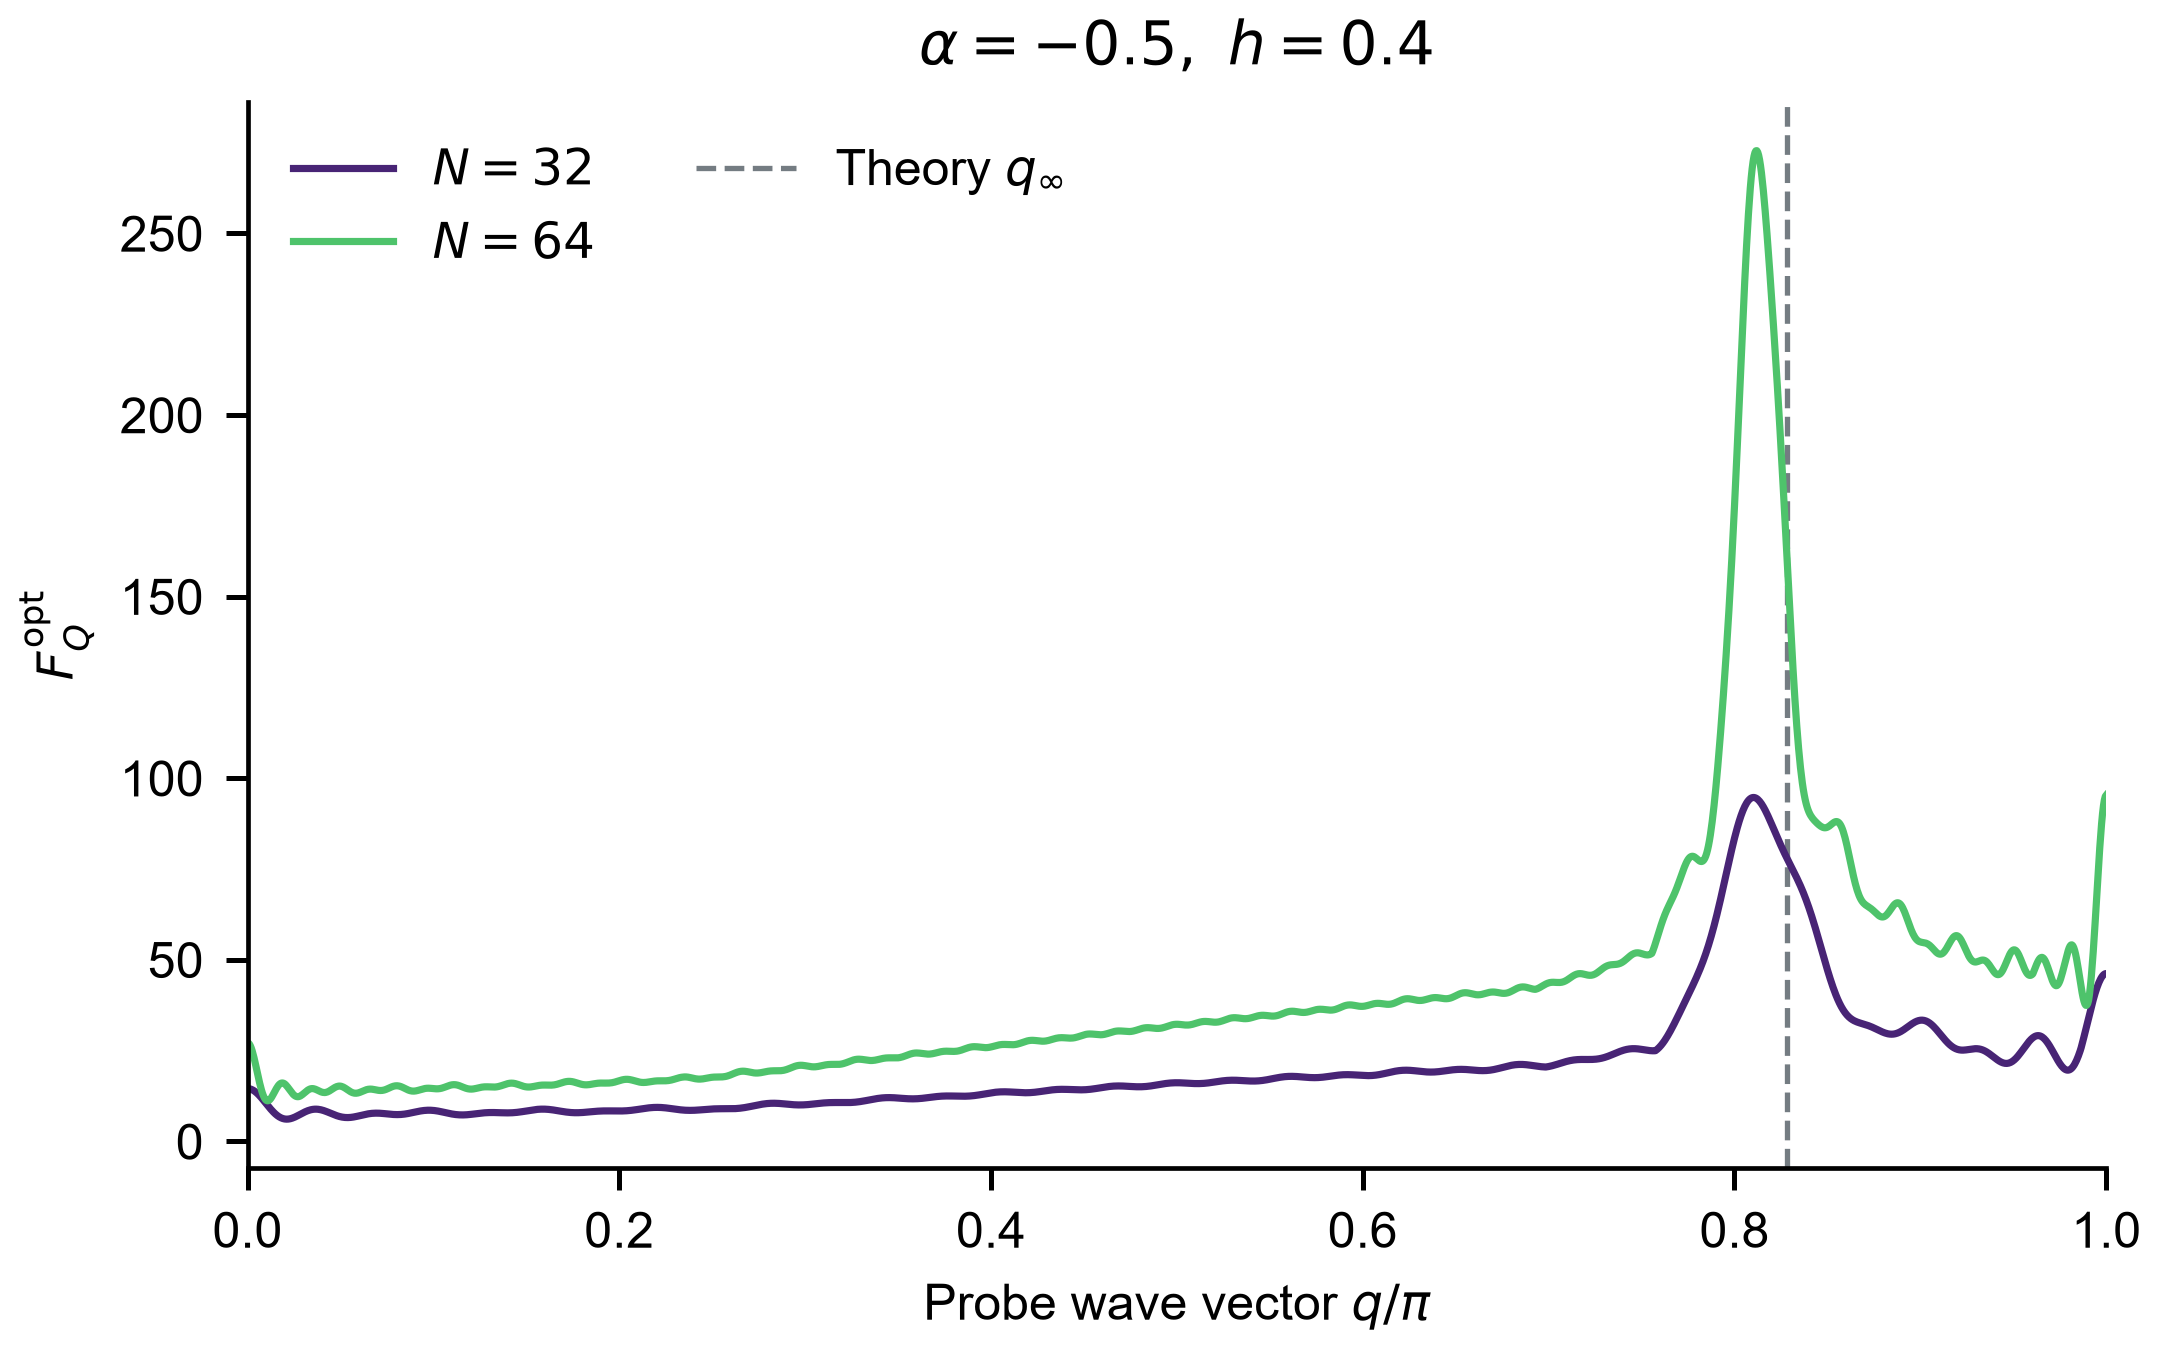 α = −0.5, h = 0.4
N = 32
N = 64
Theory q∞
F_Q^opt
250
200
150
100
50
0
0.0 0.2 0.4 0.6 0.8 1.0
Probe wave vector q/π